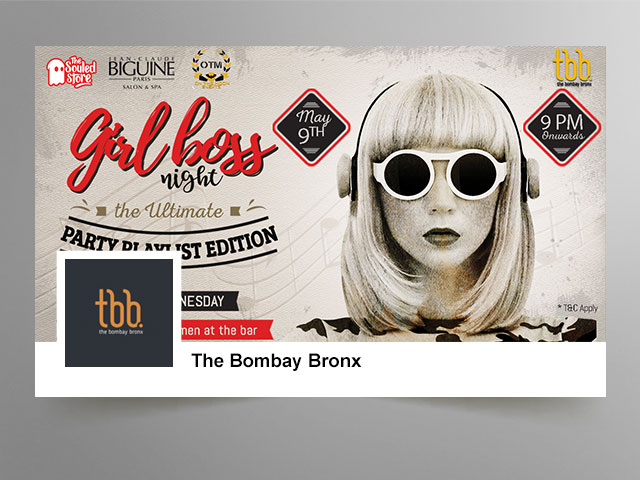 The
Souled
Store
JEAN-CLAUDE
BIGUINE
PARIS
SALON & SPA
OTM
tbb.
the bombay bronx
Girl boss
night
May
9TH
9 PM
Onwards
the Ultimate
PARTY PLAYLIST EDITION
NESDAY
men at the bar
* T&C Apply
tbb.
the bombay bronx
The Bombay Bronx